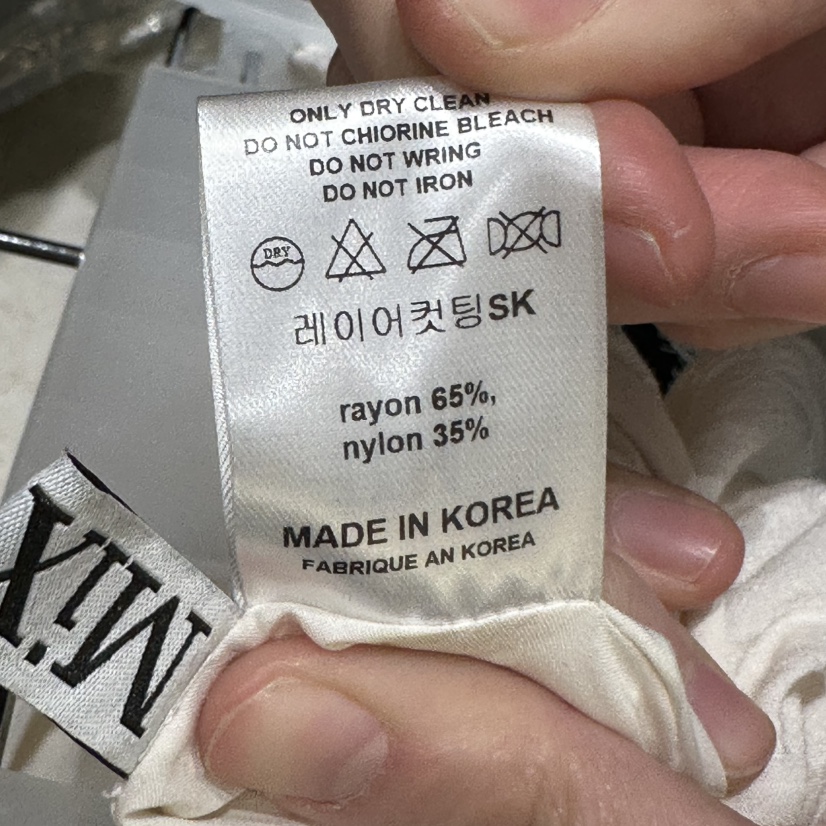 ONLY DRY CLEAN
DO NOT CHIORINE BLEACH
DO NOT WRING
DO NOT IRON
DRY
레이어컷팅SK
rayon 65%,
nylon 35%
MADE IN KOREA
FABRIQUE AN KOREA
MiX